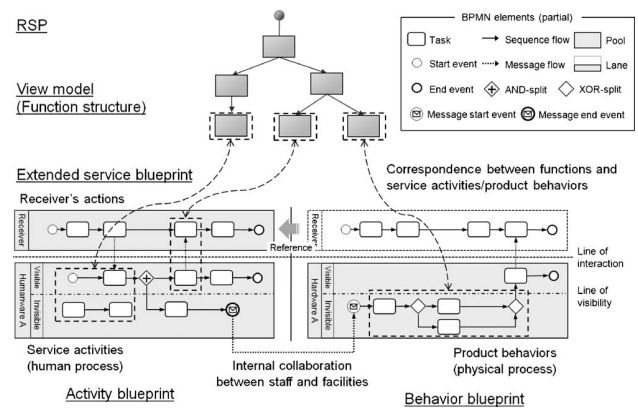 RSP
View model
(Function structure)
BPMN elements (partial)
Task
Sequence flow
Pool
Start event
Message flow
Lane
End event
AND-split
XOR-split
Message start event
Message end event
Extended service blueprint
Correspondence between functions and
service activities/product behaviors
Receiver's actions
Receiver
Reference
Receiver
Line of
interaction
Humanware A
Visible
Invisible
Hardware A
Visible
Invisible
Line of
visibility
Service activities
(human process)
Internal collaboration
between staff and facilities
Product behaviors
(physical process)
Activity blueprint
Behavior blueprint